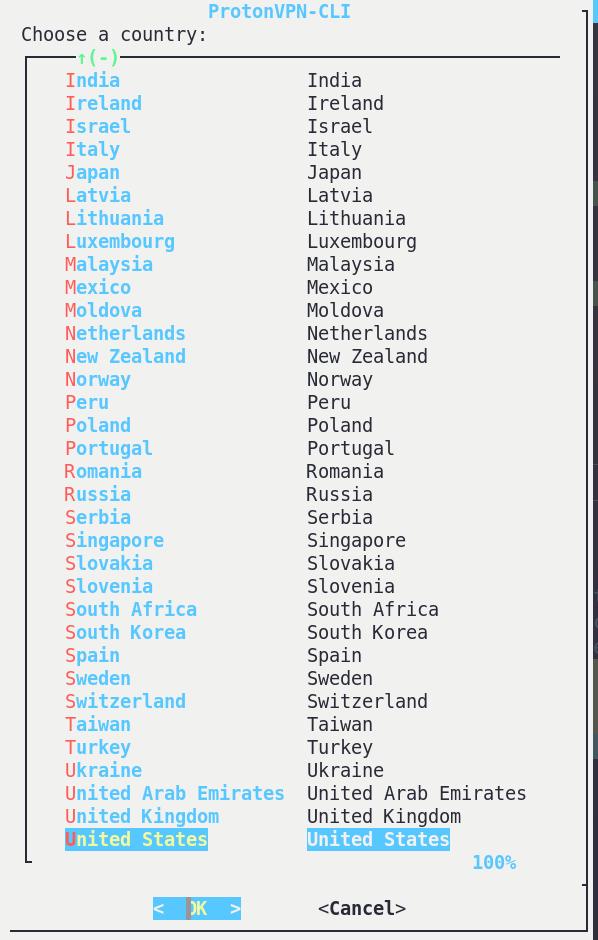 ProtonVPN-CLI
Choose a country:
↑(-)
India India
Ireland Ireland
Israel Israel
Italy Italy
Japan Japan
Latvia Latvia
Lithuania Lithuania
Luxembourg Luxembourg
Malaysia Malaysia
Mexico Mexico
Moldova Moldova
Netherlands Netherlands
New Zealand New Zealand
Norway Norway
Peru Peru
Poland Poland
Portugal Portugal
Romania Romania
Russia Russia
Serbia Serbia
Singapore Singapore
Slovakia Slovakia
Slovenia Slovenia
South Africa South Africa
South Korea South Korea
Spain Spain
Sweden Sweden
Switzerland Switzerland
Taiwan Taiwan
Turkey Turkey
Ukraine Ukraine
United Arab Emirates United Arab Emirates
United Kingdom United Kingdom
United States United States
100%
< OK > <Cancel>